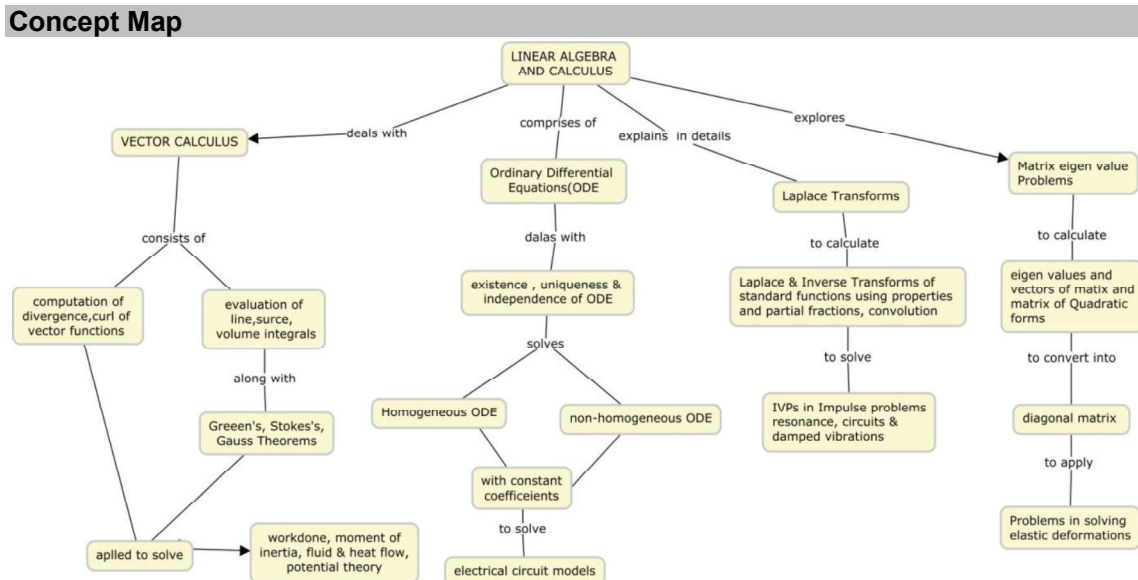 Concept Map
LINEAR ALGEBRA
AND CALCULUS
deals with
comprises of
explains in details
explores
VECTOR CALCULUS
Ordinary Differential
Equations(ODE
Laplace Transforms
Matrix eigen value
Problems
consists of
dalas with
to calculate
to calculate
computation of
divergence,curl of
vector functions
evaluation of
line,surce,
volume integrals
existence , uniqueness &
independence of ODE
Laplace & Inverse Transforms of
standard functions using properties
and partial fractions, convolution
eigen values and
vectors of matix and
matrix of Quadratic
forms
along with
solves
to solve
to convert into
Greeen's, Stokes's,
Gauss Theorems
Homogeneous ODE
non-homogeneous ODE
IVPs in Impulse problems
resonance, circuits &
damped vibrations
diagonal matrix
with constant
coefficeients
to apply
to solve
aplled to solve
workdone, moment of
inertia, fluid & heat flow,
potential theory
electrical circuit models
Problems in solving
elastic deformations